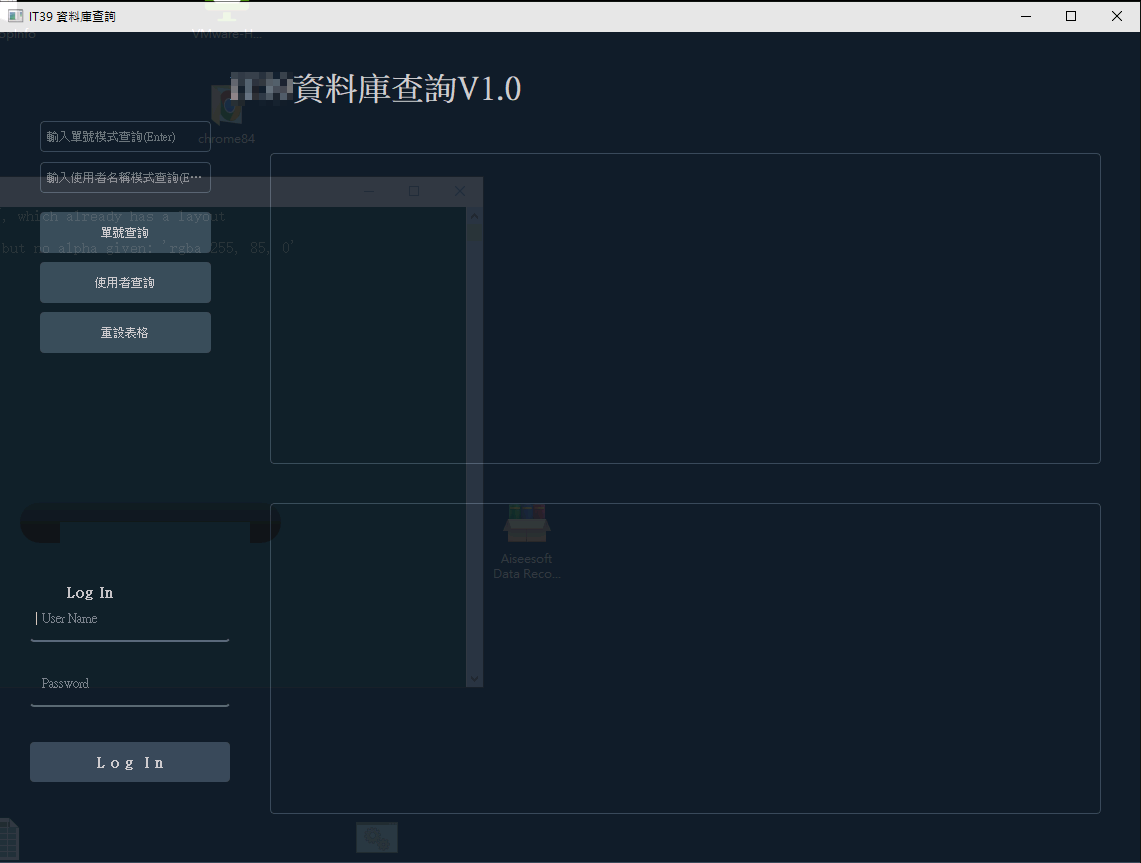 IT39 資料庫查詢
opInfo
VMware-H...
資料庫查詢V1.0
chrome84
輸入單號模式查詢(Enter)
輸入使用者名稱模式查詢(E…
, which already has a layout
單號查詢
but no alpha given: 'rgba 255, 85, 0'
使用者查詢
重設表格
Aiseesoft
Data Reco...
Log In
User Name
Password
Log In